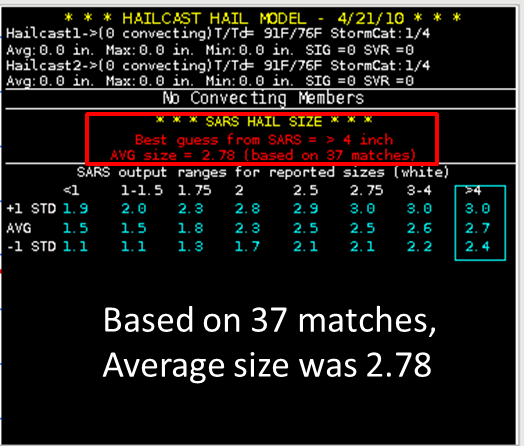 * * * HAILCAST HAIL MODEL - 4/21/10 * * *
Hailcast1->(0 convecting)T/Td= 91F/76F StormCat:1/4
Avg:0.0 in. Max:0.0 in. Min:0.0 in. SIG =0 SVR =0
Hailcast2->(0 convecting)T/Td= 91F/76F StormCat:1/4
Avg:0.0 in. Max:0.0 in. Min:0.0 in. SIG =0 SVR =0
No Convecting Members
* * * SARS HAIL SIZE * * *
Best guess from SARS = > 4 inch
AVG size = 2.78 (based on 37 matches)
SARS output ranges for reported sizes (white)
<1 1-1.5 1.75 2 2.5 2.75 3-4 >4
+1 STD 1.9 2.0 2.3 2.8 2.9 3.0 3.0 3.0
AVG 1.5 1.5 1.8 2.3 2.5 2.5 2.6 2.7
-1 STD 1.1 1.1 1.3 1.7 2.1 2.1 2.2 2.4
Based on 37 matches,
Average size was 2.78